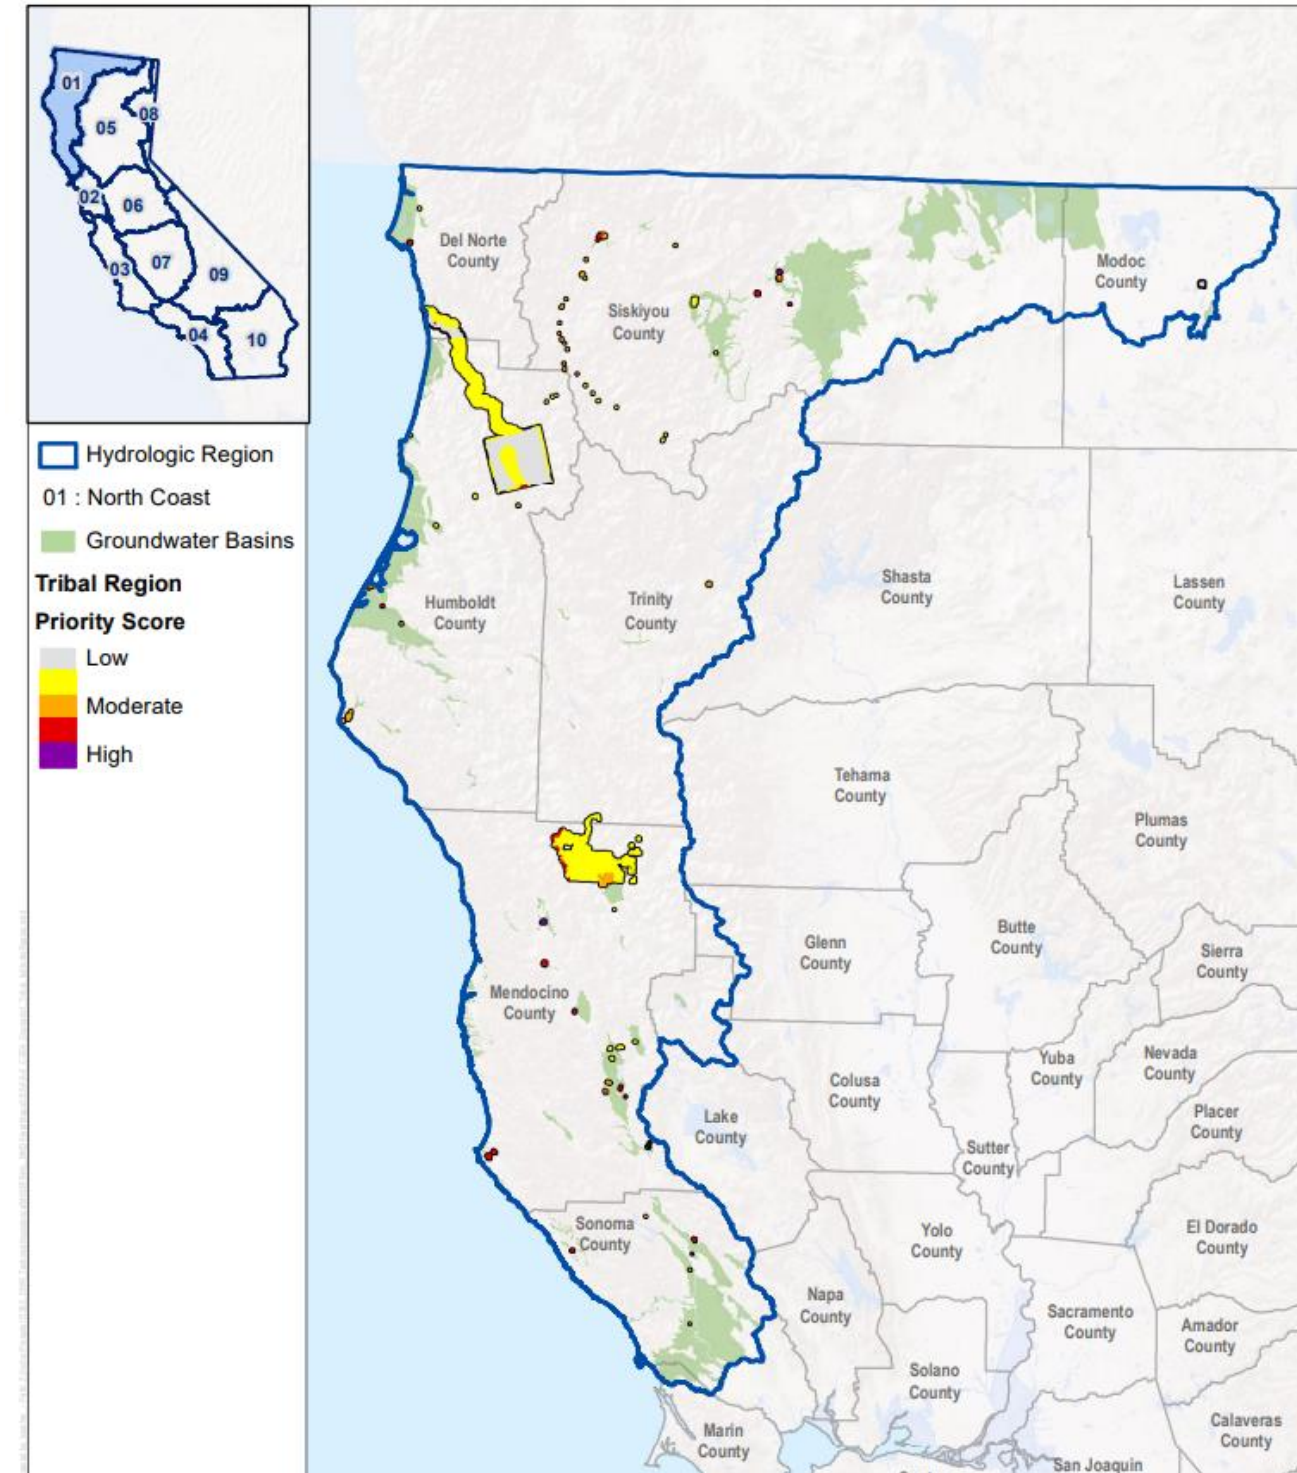 01
08
05
02
06
03
07
09
04
10
Hydrologic Region
01 : North Coast
Groundwater Basins
Tribal Region
Priority Score
Low
Moderate
High
Del Norte
County
Siskiyou
County
Modoc
County
Humboldt
County
Trinity
County
Shasta
County
Lassen
County
Tehama
County
Plumas
County
Glenn
County
Butte
County
Sierra
County
Mendocino
County
Colusa
County
Yuba
County
Nevada
County
Lake
County
Placer
County
Sutter
County
Sonoma
County
Yolo
County
El Dorado
County
Napa
County
Sacramento
County
Amador
County
Solano
County
Marin
County
Calaveras
County
San Joaquin